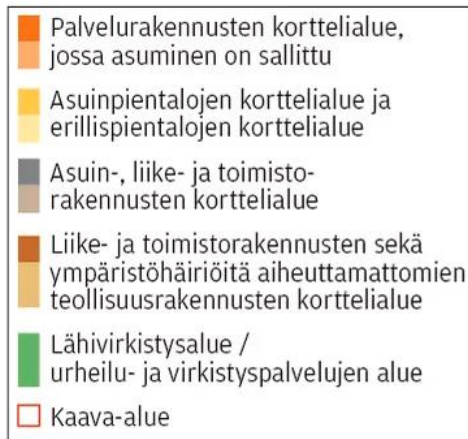 Palvelurakennusten korttelialue,
jossa asuminen on sallittu
Asuinpientalojen korttelialue ja
erillispientalojen korttelialue
Asuin-, liike- ja toimisto-
rakennusten korttelialue
Liike- ja toimistorakennusten sekä
ympäristöhäiriöitä aiheuttamattomien
teollisuusrakennusten korttelialue
Lähivirkistysalue /
urheilu- ja virkistyspalvelujen alue
Kaava-alue